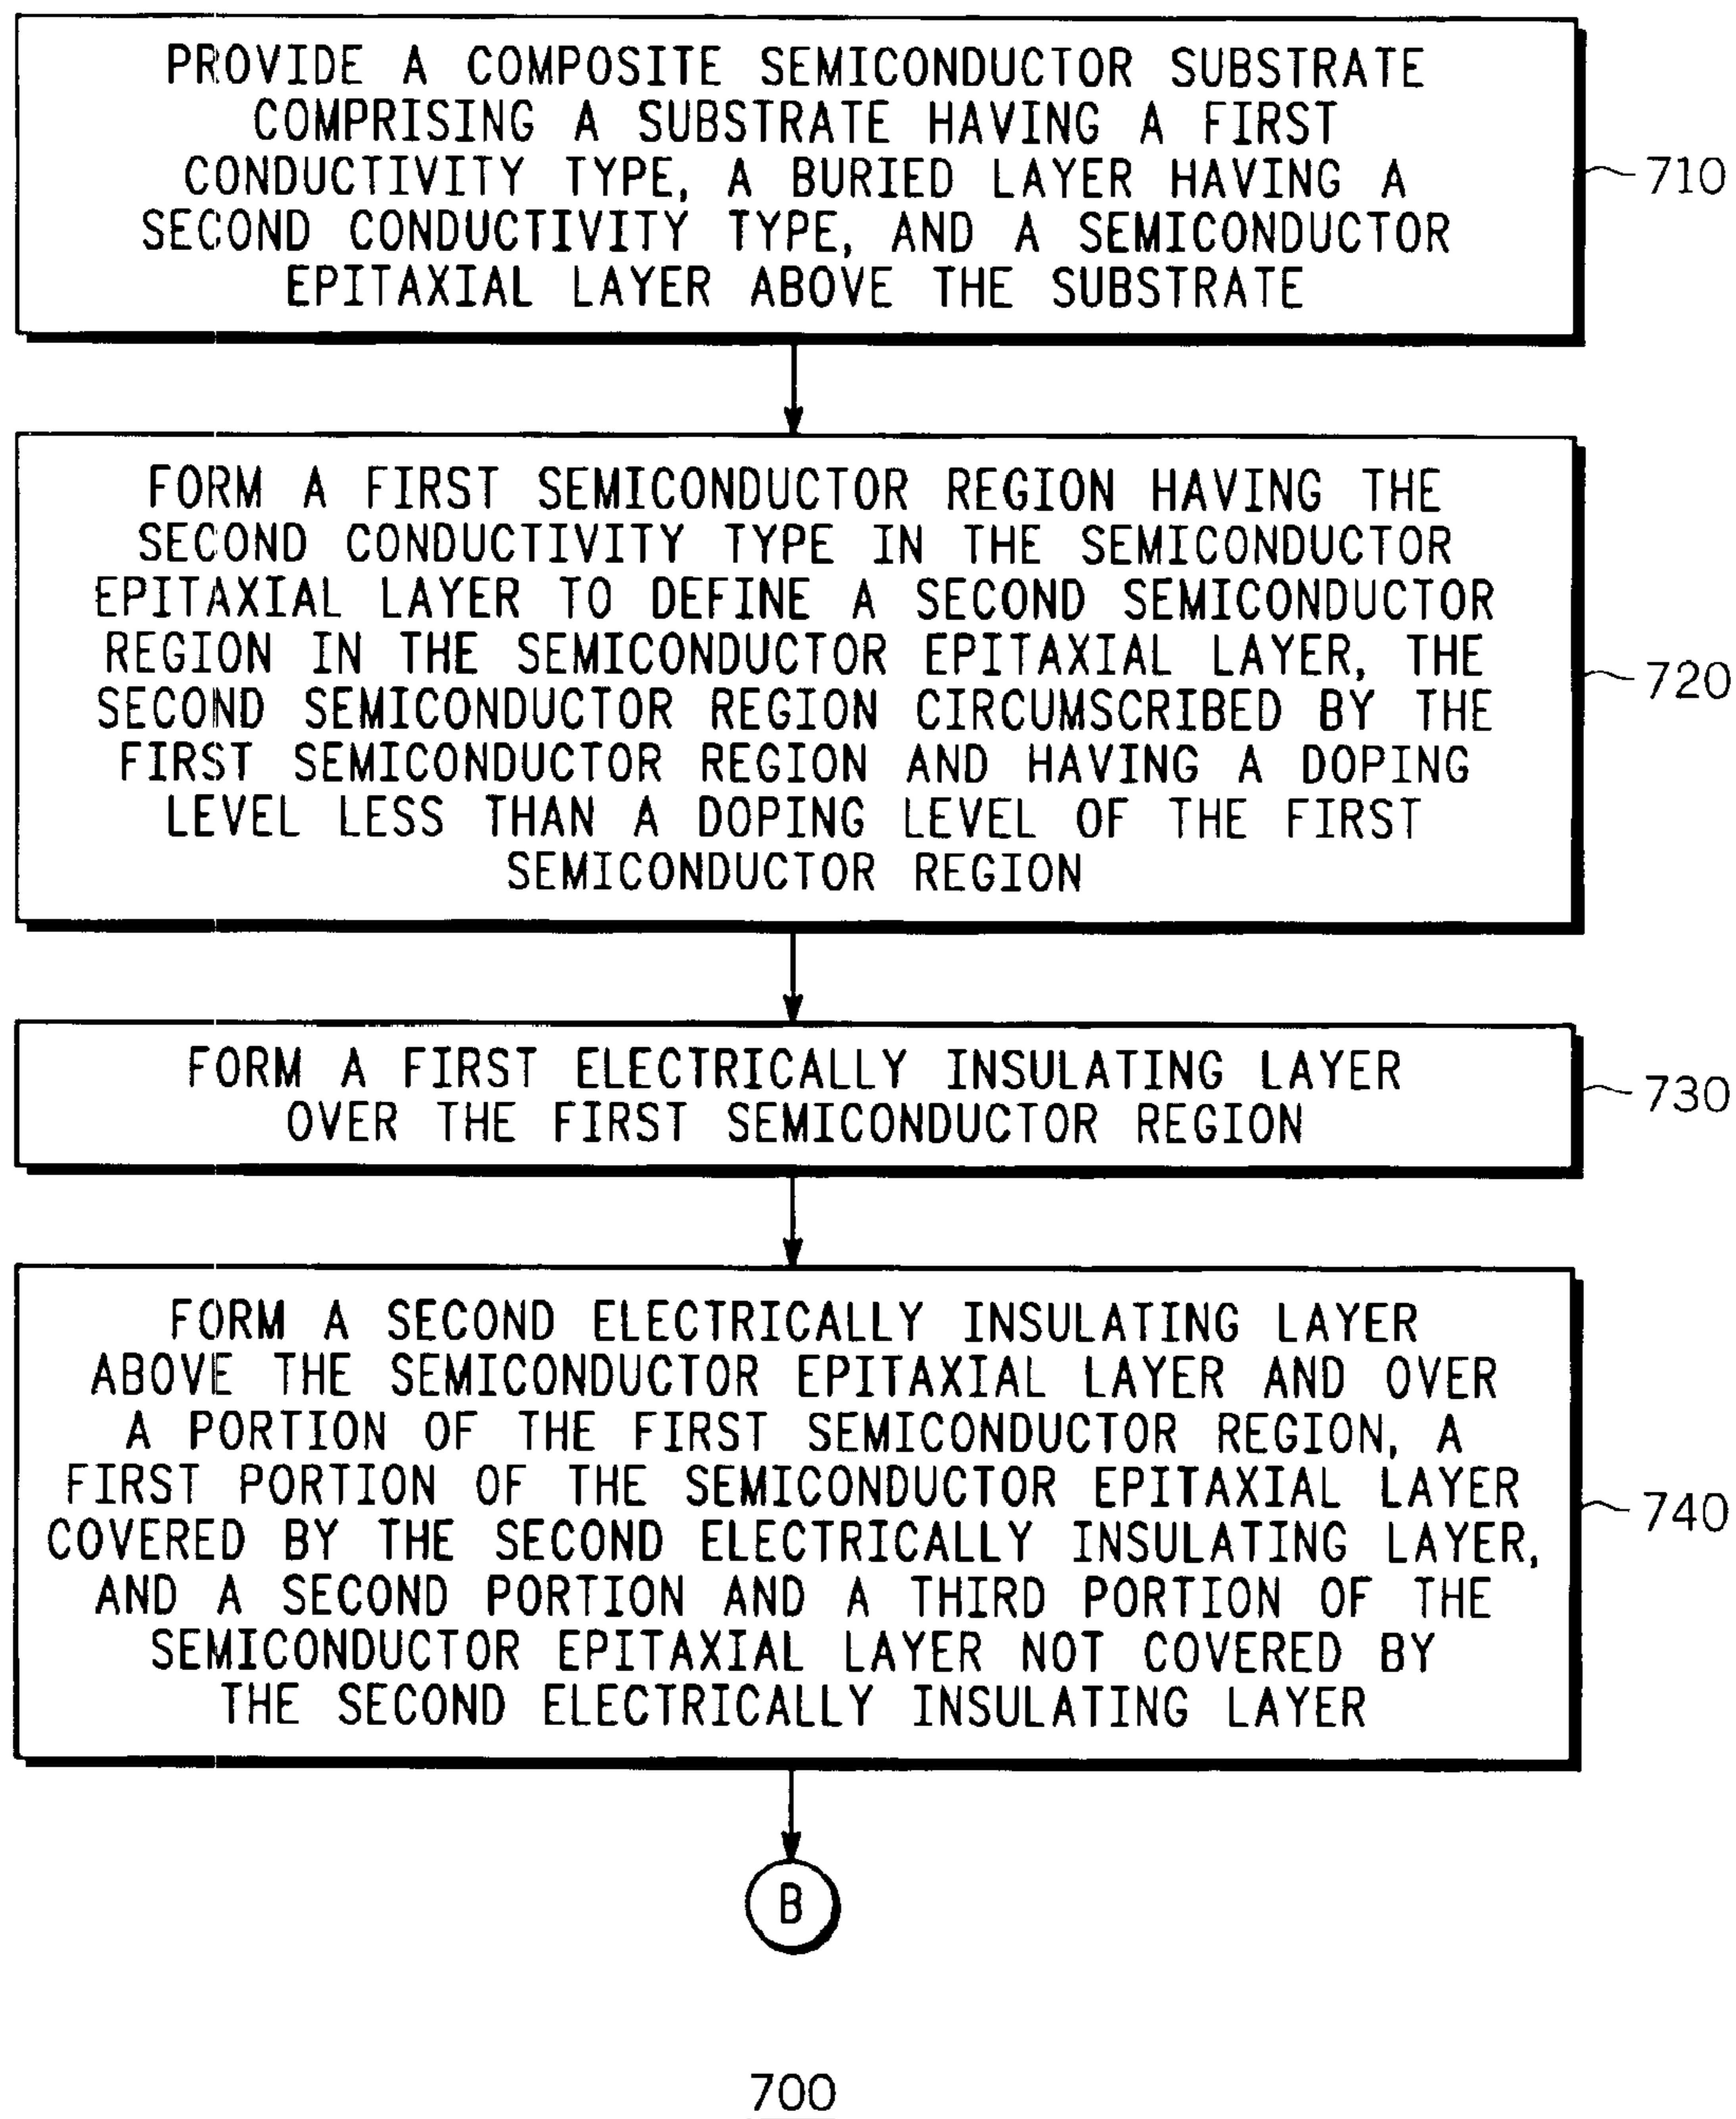 PROVIDE A COMPOSITE SEMICONDUCTOR SUBSTRATE
COMPRISING A SUBSTRATE HAVING A FIRST
CONDUCTIVITY TYPE, A BURIED LAYER HAVING A
SECOND CONDUCTIVITY TYPE, AND A SEMICONDUCTOR
EPITAXIAL LAYER ABOVE THE SUBSTRATE
710
FORM A FIRST SEMICONDUCTOR REGION HAVING THE
SECOND CONDUCTIVITY TYPE IN THE SEMICONDUCTOR
EPITAXIAL LAYER TO DEFINE A SECOND SEMICONDUCTOR
REGION IN THE SEMICONDUCTOR EPITAXIAL LAYER, THE
SECOND SEMICONDUCTOR REGION CIRCUMSCRIBED BY THE
FIRST SEMICONDUCTOR REGION AND HAVING A DOPING
LEVEL LESS THAN A DOPING LEVEL OF THE FIRST
SEMICONDUCTOR REGION
720
FORM A FIRST ELECTRICALLY INSULATING LAYER
OVER THE FIRST SEMICONDUCTOR REGION
730
FORM A SECOND ELECTRICALLY INSULATING LAYER
ABOVE THE SEMICONDUCTOR EPITAXIAL LAYER AND OVER
A PORTION OF THE FIRST SEMICONDUCTOR REGION, A
FIRST PORTION OF THE SEMICONDUCTOR EPITAXIAL LAYER
COVERED BY THE SECOND ELECTRICALLY INSULATING LAYER,
AND A SECOND PORTION AND A THIRD PORTION OF THE
SEMICONDUCTOR EPITAXIAL LAYER NOT COVERED BY
THE SECOND ELECTRICALLY INSULATING LAYER
740
B
700